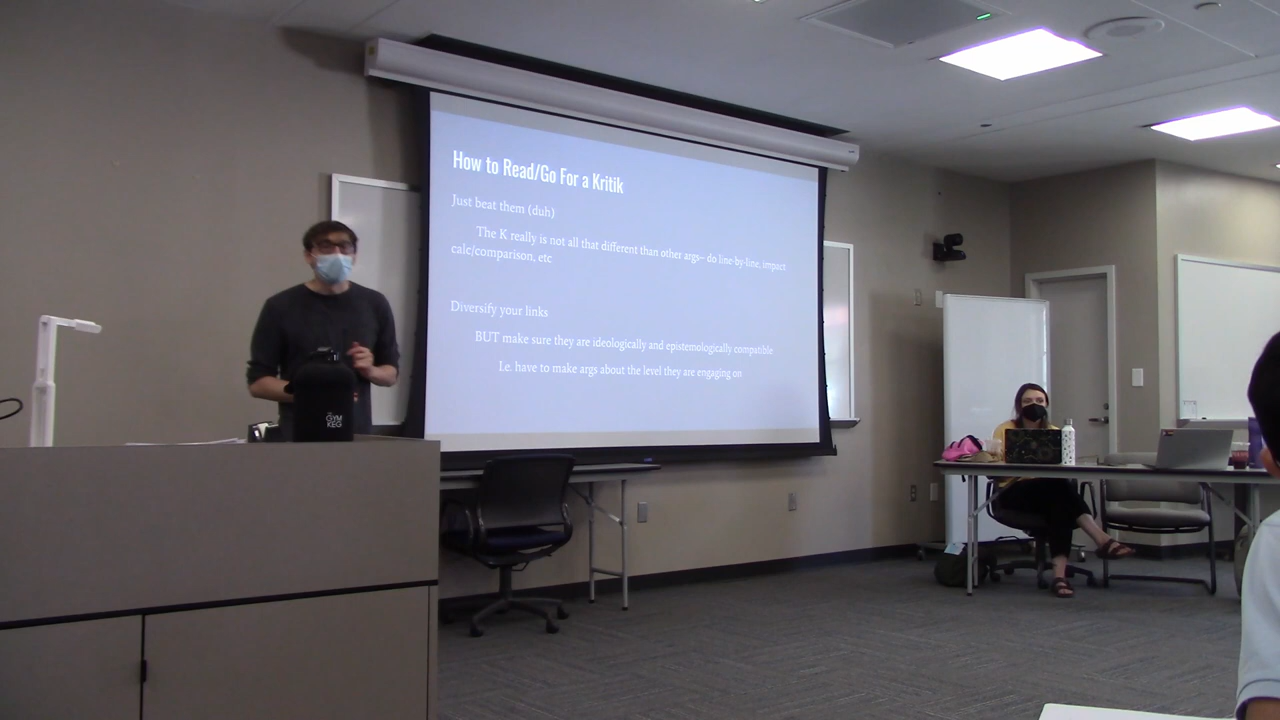 How to Read/Go For a Kritik
Just beat them (duh)
The K really is not all that different than other args– do line-by-line, impact
calc/comparison, etc
Diversify your links
BUT make sure they are ideologically and epistemologically compatible
I.e. have to make args about the level they are engaging on
THE
GYM
KEG